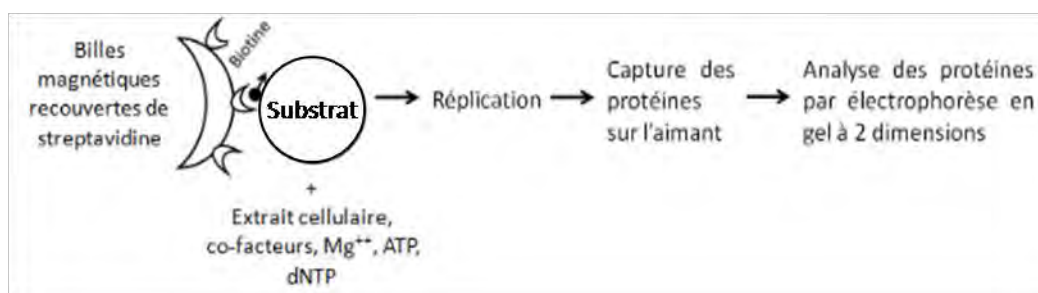 Billes
magnétiques
recouvertes de
streptavidine
Biotine
Substrat
+
Extrait cellulaire,
co-facteurs, Mg⁺⁺, ATP,
dNTP
Réplication
Capture des
protéines
sur l'aimant
Analyse des protéines
par électrophorèse en
gel à 2 dimensions